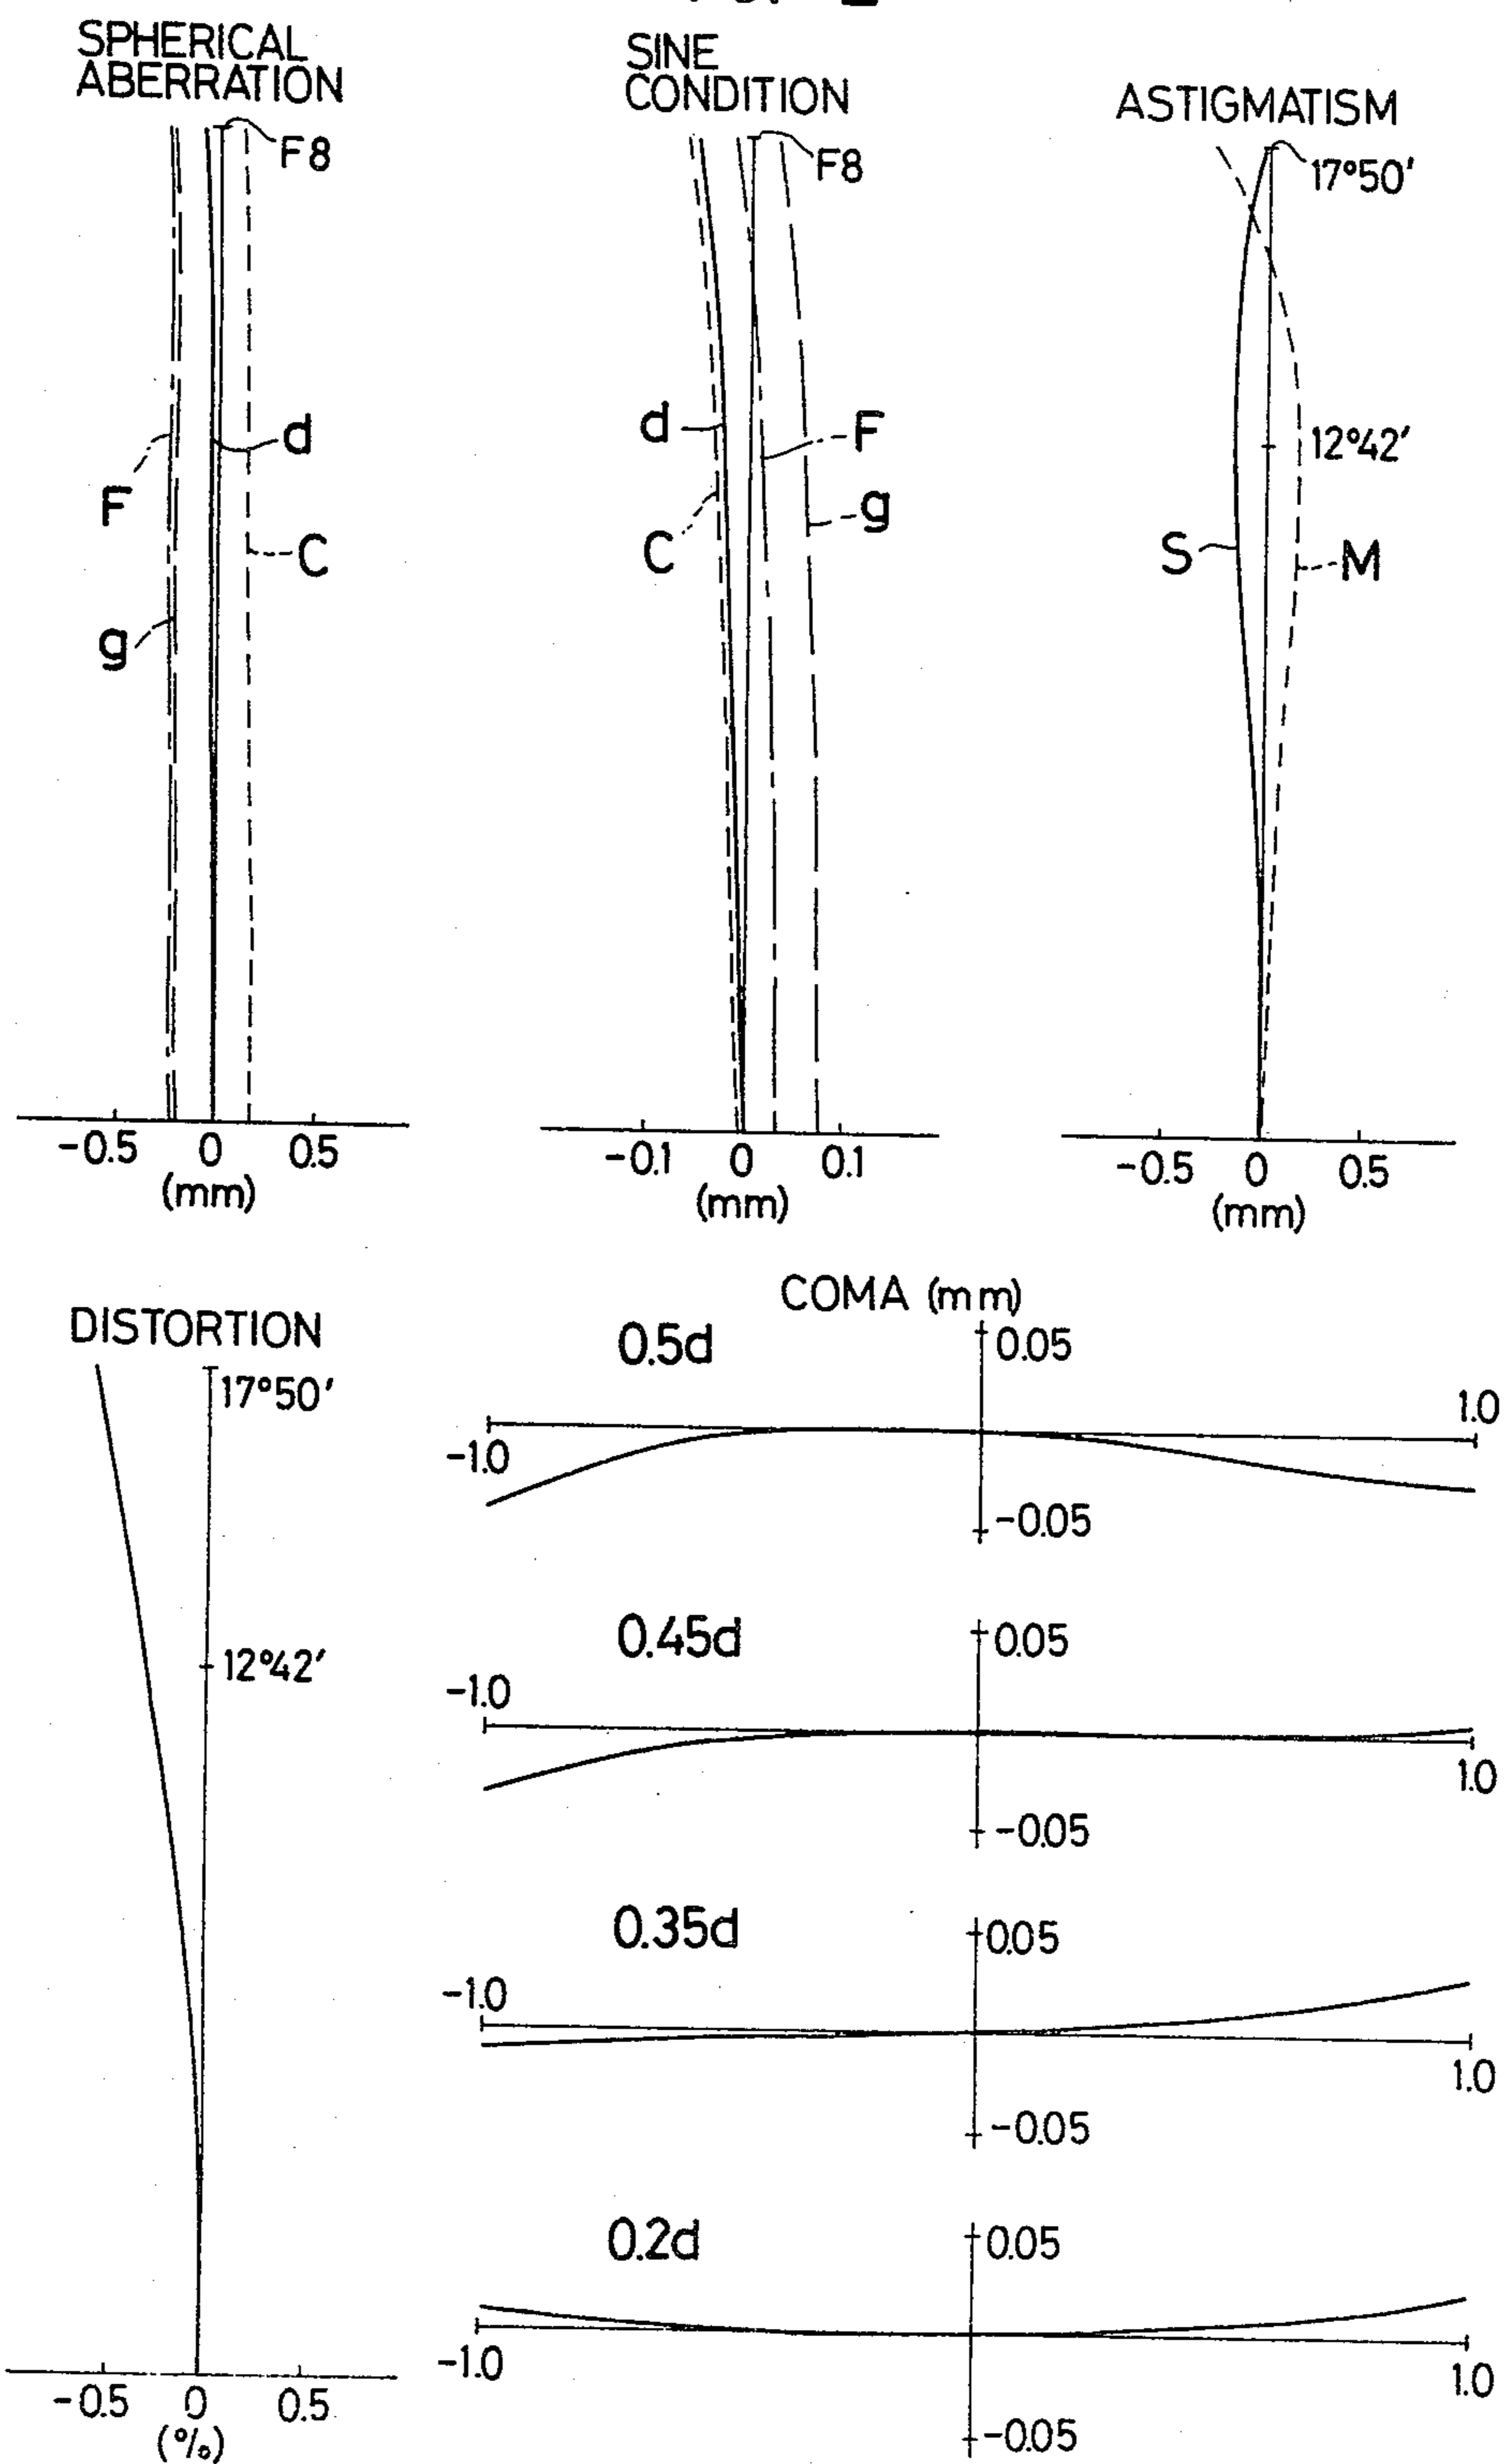 SPHERICAL
ABERRATION
F8
d
F
C
g
-0.5 0 0.5
(mm)
SINE
CONDITION
F8
d
F
C
g
-0.1 0 0.1
(mm)
ASTIGMATISM
17°50′
12°42′
S
M
-0.5 0 0.5
(mm)
DISTORTION
17°50′
12°42′
-0.5 0 0.5
(%)
COMA (mm)
0.5d
0.05
1.0
-1.0
-0.05
0.45d
0.05
-1.0
1.0
-0.05
0.35d
0.05
-1.0
1.0
-0.05
0.2d
0.05
-1.0
1.0
-0.05